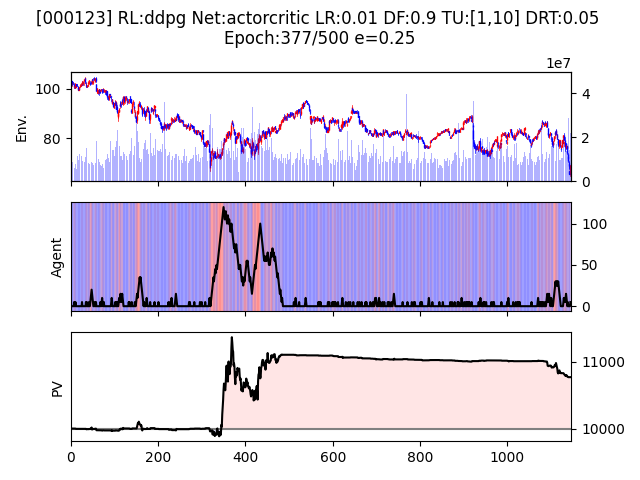 [000123] RL:ddpg Net:actorcritic LR:0.01 DF:0.9 TU:[1,10] DRT:0.05
Epoch:377/500 e=0.25
1e7
Env.
100
80
4
2
0
Agent
100
50
0
PV
11000
10000
0 200 400 600 800 1000